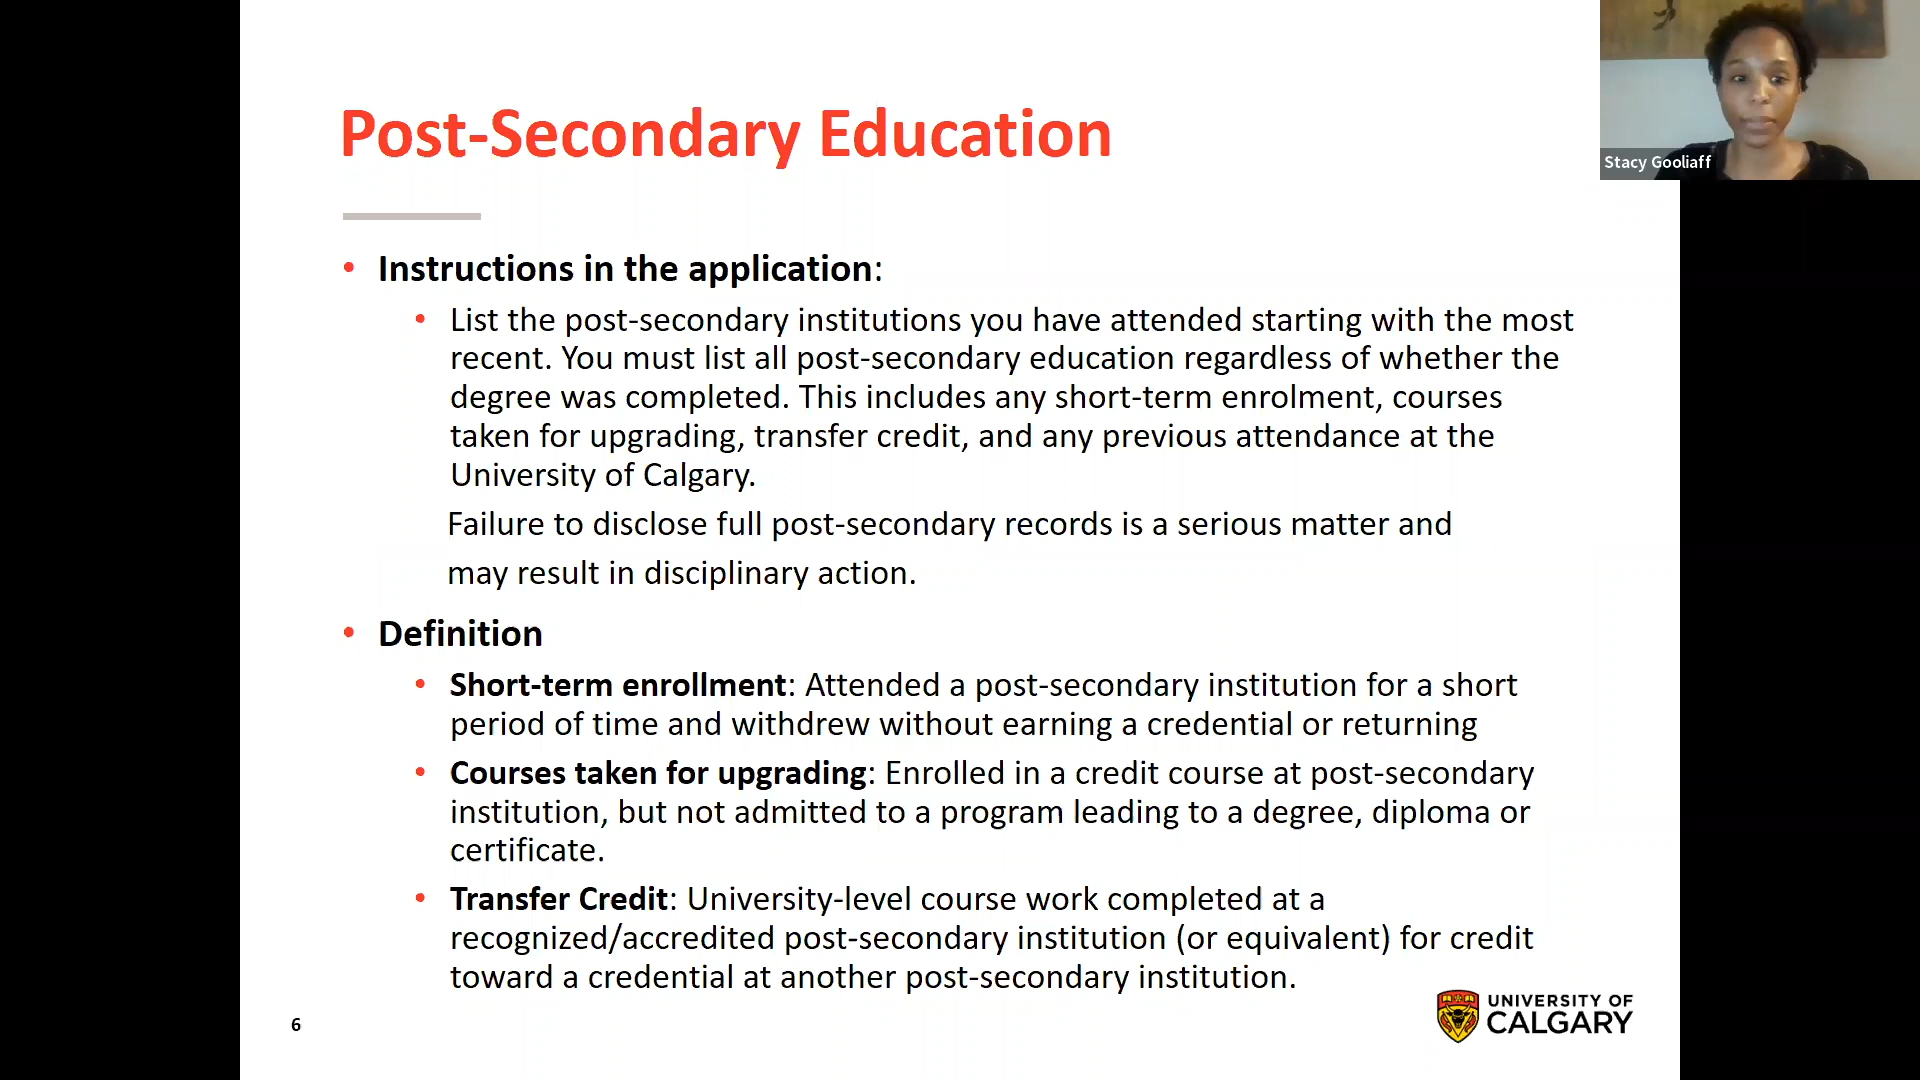 Post-Secondary Education
Stacy Gooliaff
• Instructions in the application:
• List the post-secondary institutions you have attended starting with the most
recent. You must list all post-secondary education regardless of whether the
degree was completed. This includes any short-term enrolment, courses
taken for upgrading, transfer credit, and any previous attendance at the
University of Calgary.
Failure to disclose full post-secondary records is a serious matter and
may result in disciplinary action.
• Definition
• Short-term enrollment: Attended a post-secondary institution for a short
period of time and withdrew without earning a credential or returning
• Courses taken for upgrading: Enrolled in a credit course at post-secondary
institution, but not admitted to a program leading to a degree, diploma or
certificate.
• Transfer Credit: University-level course work completed at a
recognized/accredited post-secondary institution (or equivalent) for credit
toward a credential at another post-secondary institution.
6
UNIVERSITY OF
CALGARY